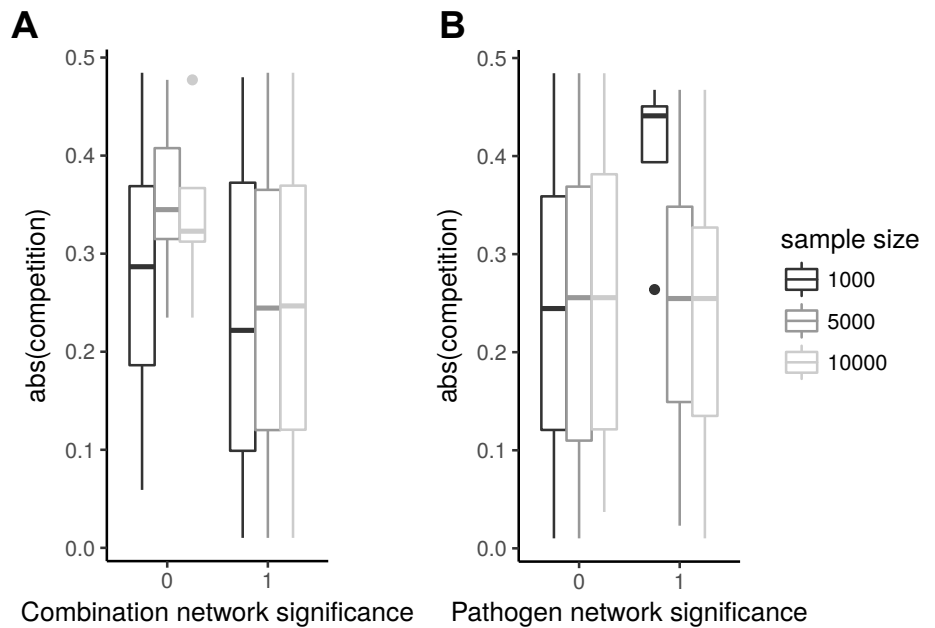 A
B
0.5
0.4
0.3
0.2
0.1
0.0
abs(competition)
0
1
Combination network significance
0.5
0.4
0.3
0.2
0.1
0.0
abs(competition)
0
1
Pathogen network significance
sample size
1000
5000
10000